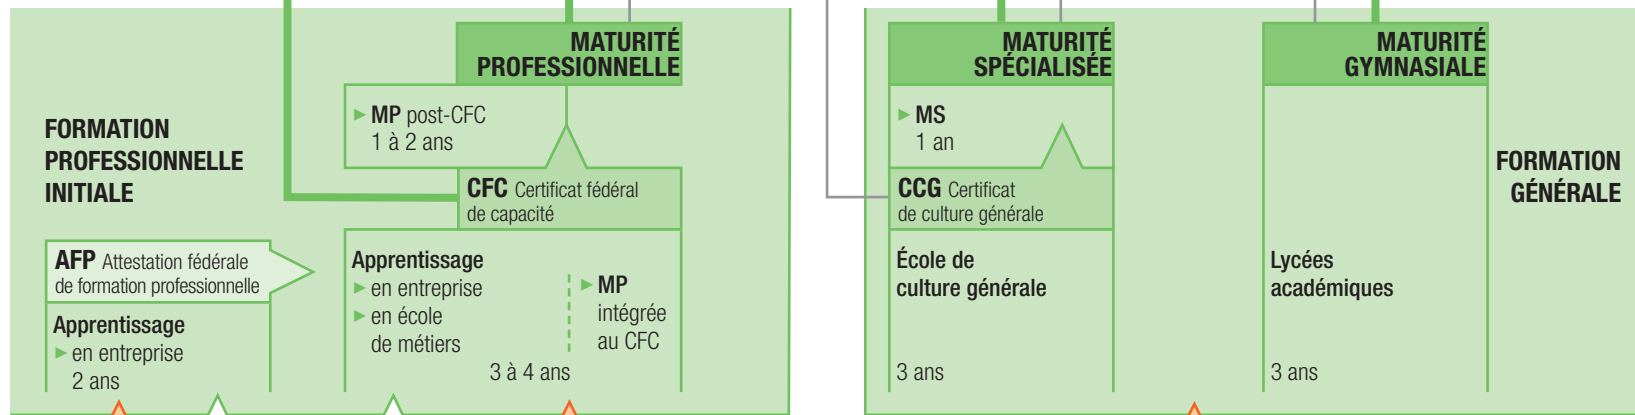 FORMATION
PROFESSIONNELLE
INITIALE
AFP Attestation fédérale
de formation professionnelle
Apprentissage
► en entreprise
2 ans
MATURITÉ
PROFESSIONNELLE
► MP post-CFC
1 à 2 ans
CFC Certificat fédéral
de capacité
Apprentissage
► en entreprise
► en école
de métiers
► MP
intégrée
au CFC
3 à 4 ans
MATURITÉ
SPÉCIALISÉE
► MS
1 an
CCG Certificat
de culture générale
École de
culture générale
3 ans
MATURITÉ
GYMNASIALE
Lycées
académiques
3 ans
FORMATION
GÉNÉRALE